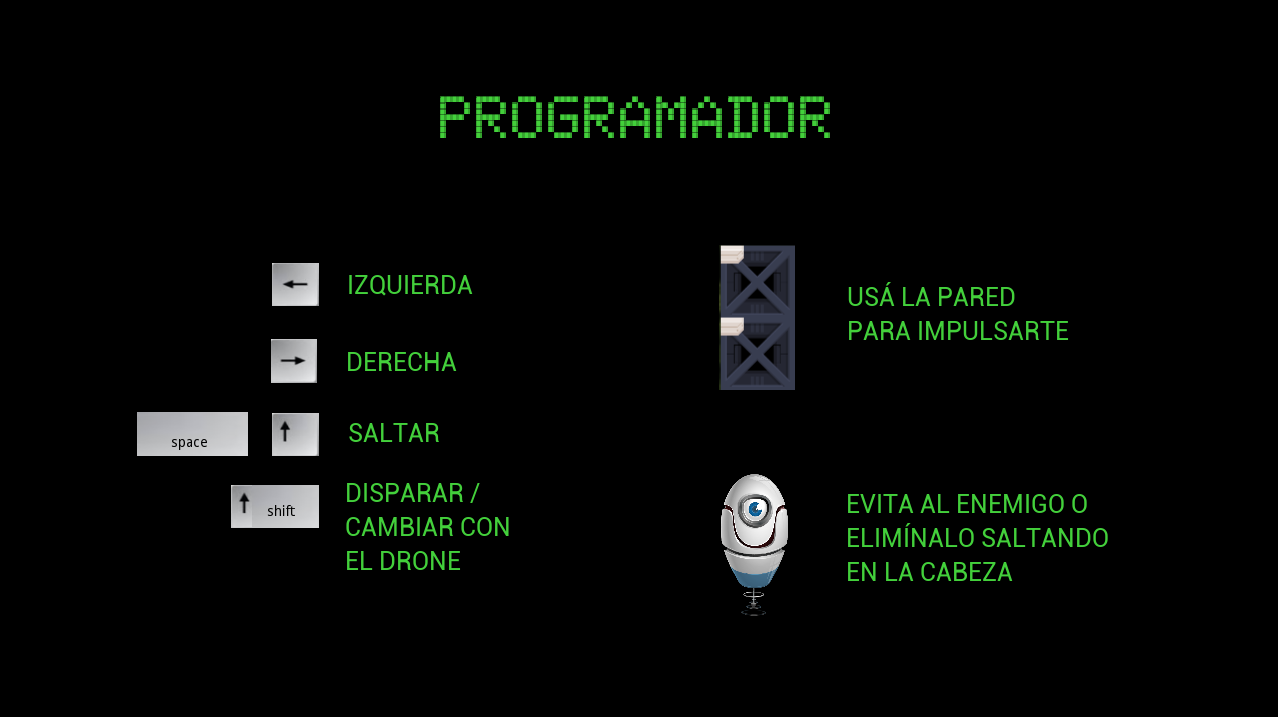 PROGRAMADOR
IZQUIERDA
DERECHA
space
SALTAR
shift
DISPARAR /
CAMBIAR CON
EL DRONE
USÁ LA PARED
PARA IMPULSARTE
EVITA AL ENEMIGO O
ELIMÍNALO SALTANDO
EN LA CABEZA